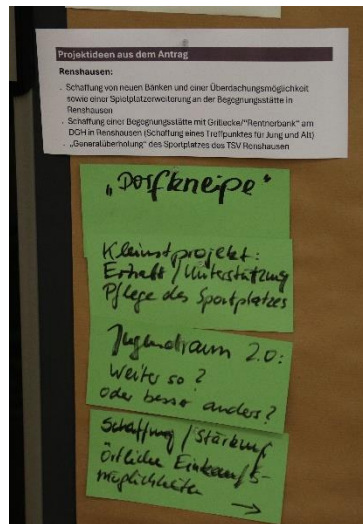 Projektideen aus dem Antrag
Renshausen:
. Schaffung von neuen Bänken und einer Überdachungsmöglichkeit
sowie einer Spielplatzerweiterung an der Begegnungsstätte in
Renshausen
. Schaffung einer Begegnungsstätte mit Grillecke/"Rentnerbank" am
DGH in Renshausen (Schaffung eines Treffpunktes für Jung und Alt)
. „Generalüberholung" des Sportplatzes des TSV Renshausen
„Dorfkneipe"
Kleinstprojekt:
Erhalt / Unterstützung
Pflege des Sportplatzes
Jugendraum 2.0:
weiter so?
oder besser anders?
Schaffung / Stärkung
örtliche Einkaufs-
möglichkeiten
→